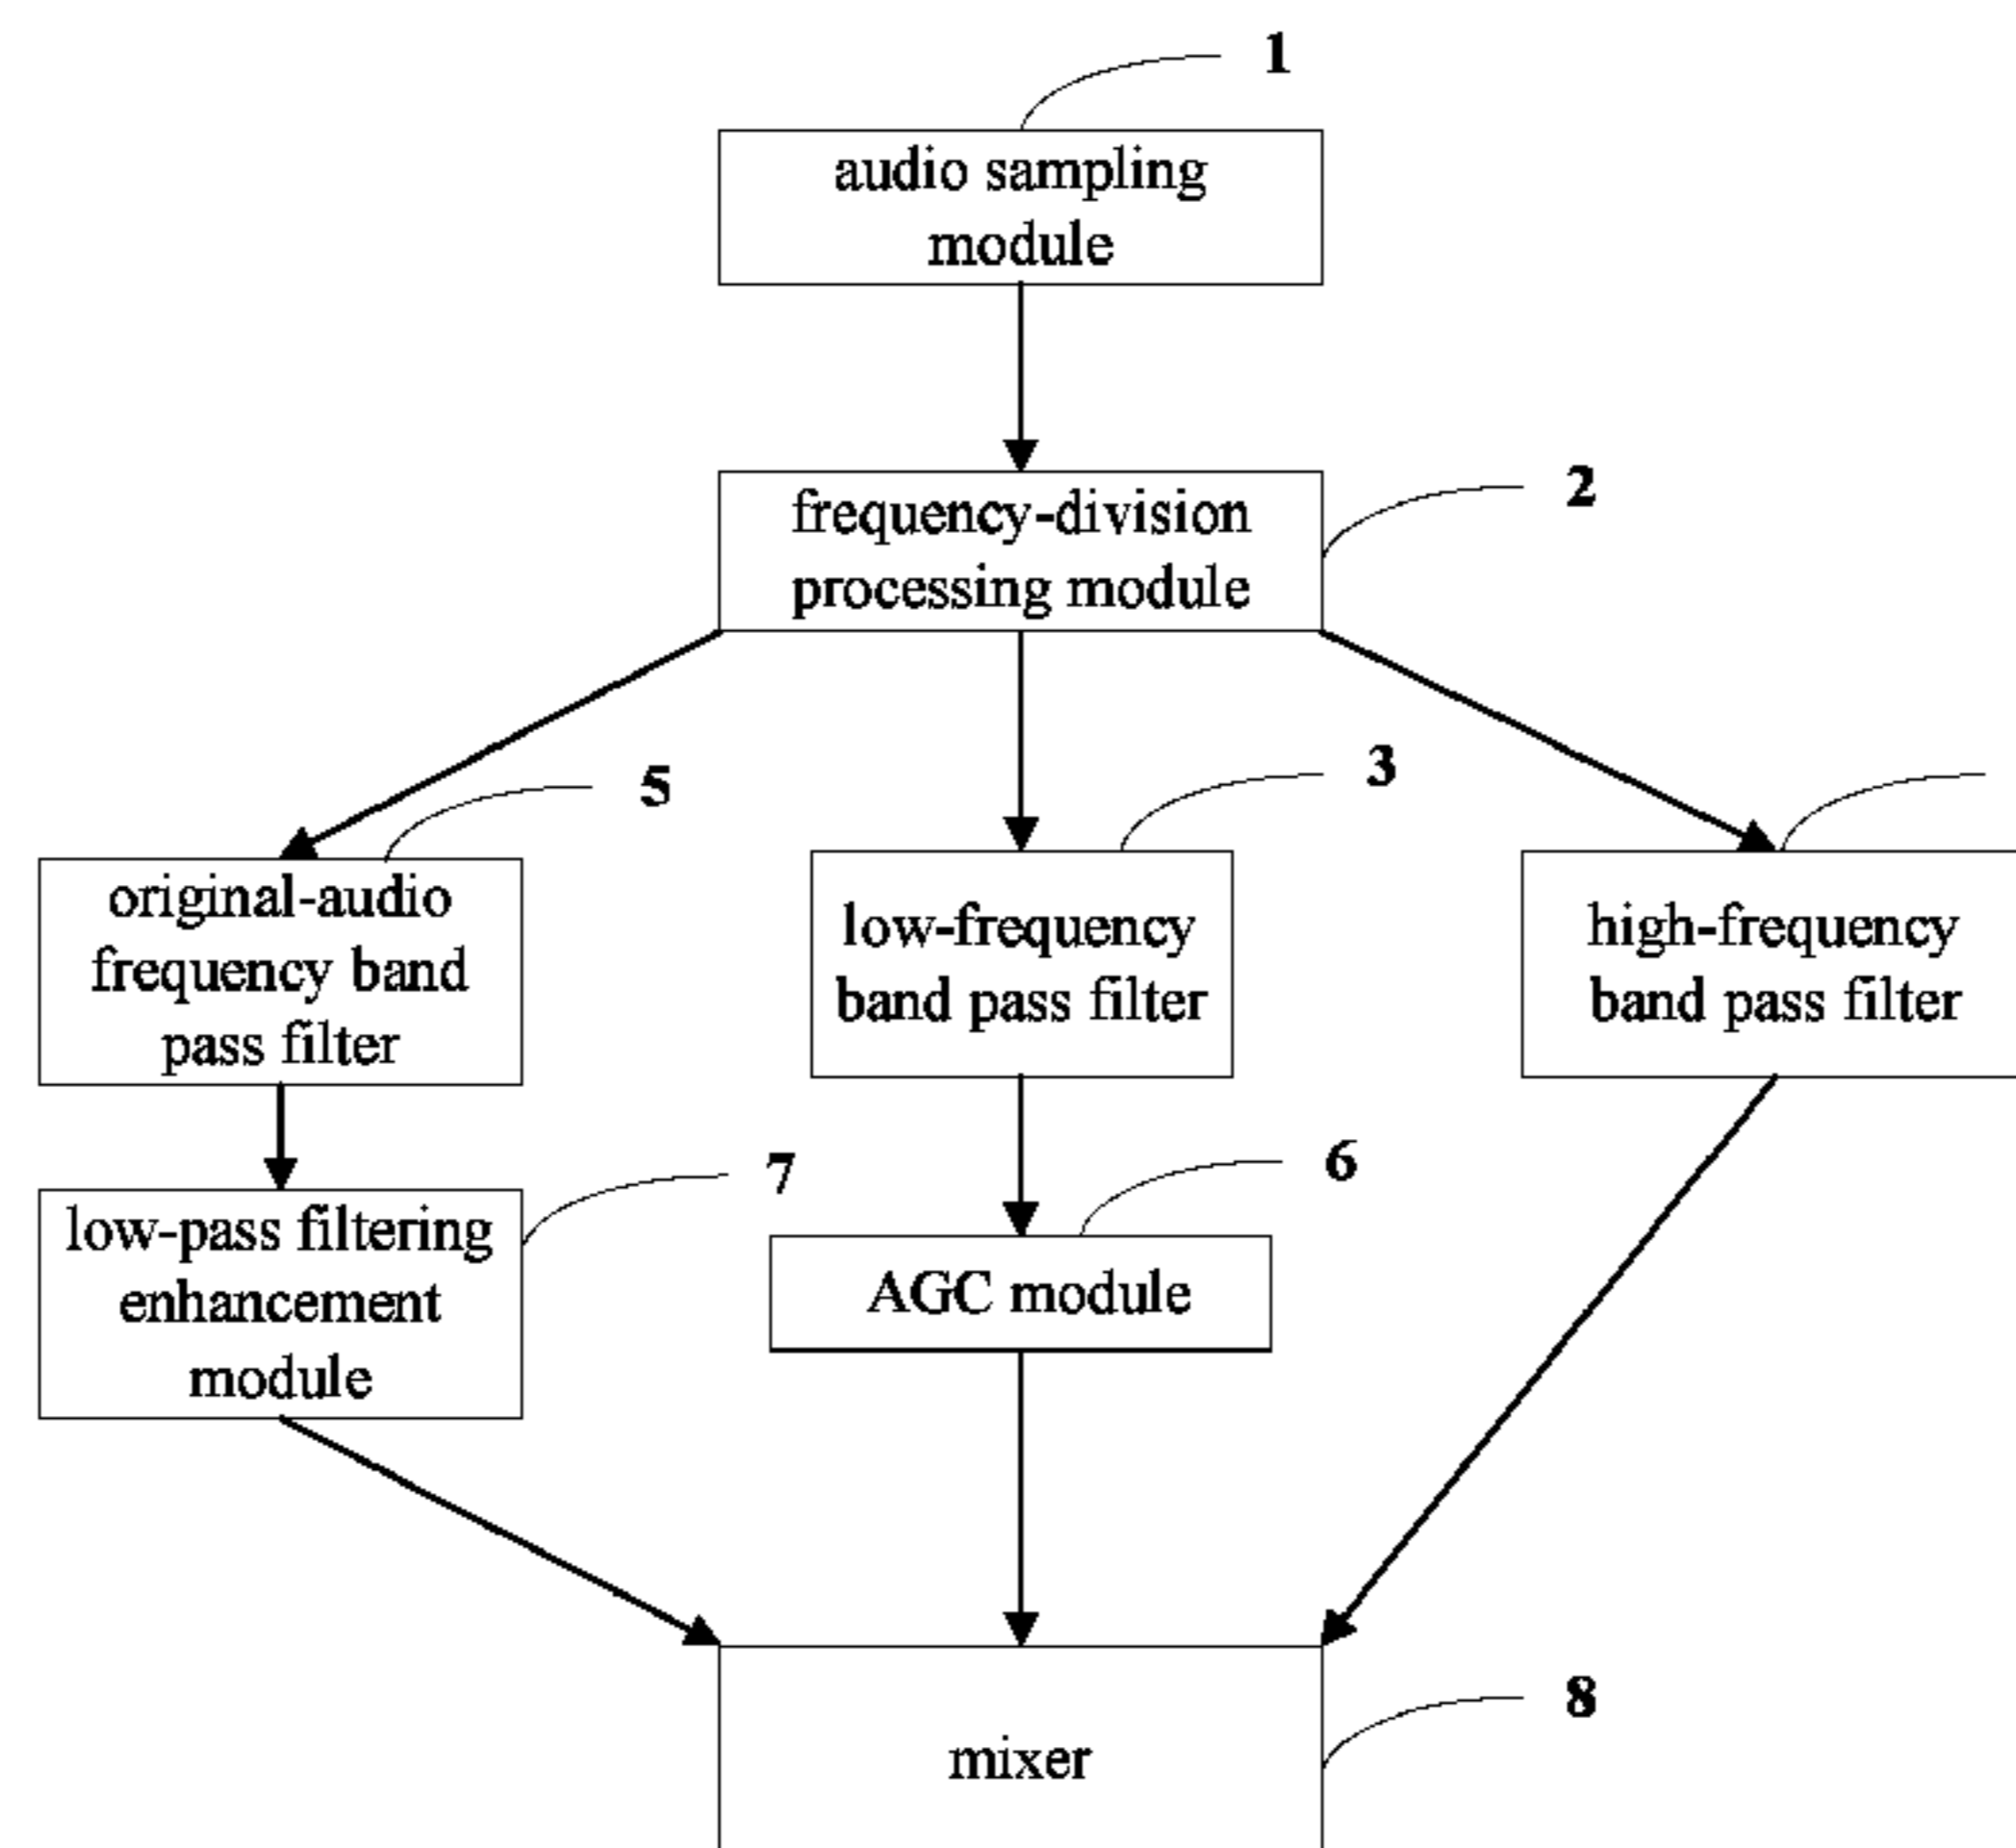 1
audio sampling
module
2
frequency-division
processing module
5
3
original-audio
frequency band
pass filter
low-frequency
band pass filter
high-frequency
band pass filter
7
6
low-pass filtering
enhancement
module
AGC module
8
mixer